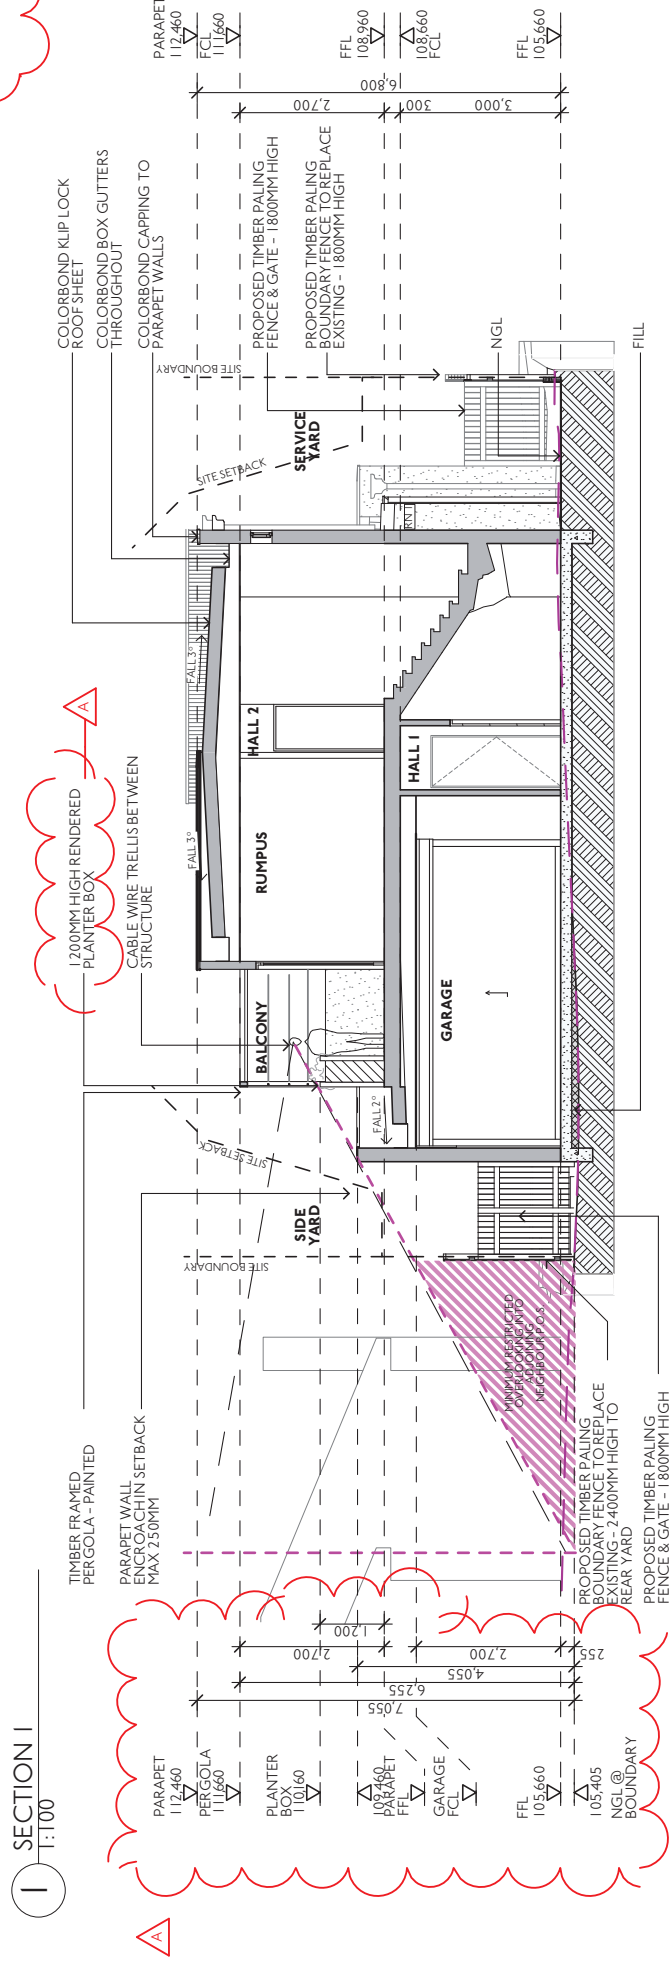 1
SECTION 1
1:100
TIMBER FRAMED
PERGOLA - PAINTED
PARAPET WALL
ENCROACH IN SETBACK
MAX 250MM
1200MM HIGH RENDERED
PLANTER BOX
CABLE WIRE TRELLIS BETWEEN
STRUCTURE
A
COLORBOND KLIP LOCK
ROOF SHEET
COLORBOND BOX GUTTERS
THROUGHOUT
COLORBOND CAPPING TO
PARAPET WALLS
PROPOSED TIMBER PALING
FENCE & GATE - 1800MM HIGH
PROPOSED TIMBER PALING
BOUNDARY FENCE TO REPLACE
EXISTING - 1800MM HIGH
NGL
FILL
A
PARAPET
112,460
PERGOLA
111,660
PLANTER
BOX
110,160
109,460
PARAPET
FFL
GARAGE
FCL
FFL
105,660
105,405
NGL @
BOUNDARY
7,055
6,255
4,055
2,700
2,700
1,200
255
SITE BOUNDARY
SITE SETBACK
SIDE
YARD
MINIMUM RESTRICTED
OVERLOOKING INTO
ADJOINING
NEIGHBOUR P.O.S
BALCONY
FALL 2°
FALL 3°
FALL 3°
RUMPUS
HALL 2
GARAGE
HALL 1
SITE SETBACK
SITE BOUNDARY
SERVICE
YARD
RNT
PROPOSED TIMBER PALING
BOUNDARY FENCE TO REPLACE
EXISTING - 2400MM HIGH TO
REAR YARD
PROPOSED TIMBER PALING
FENCE & GATE - 1800MM HIGH
6,800
2,700
300
3,000
PARAPET
112,460
FCL
111,660
FFL
108,960
108,660
FCL
FFL
105,660